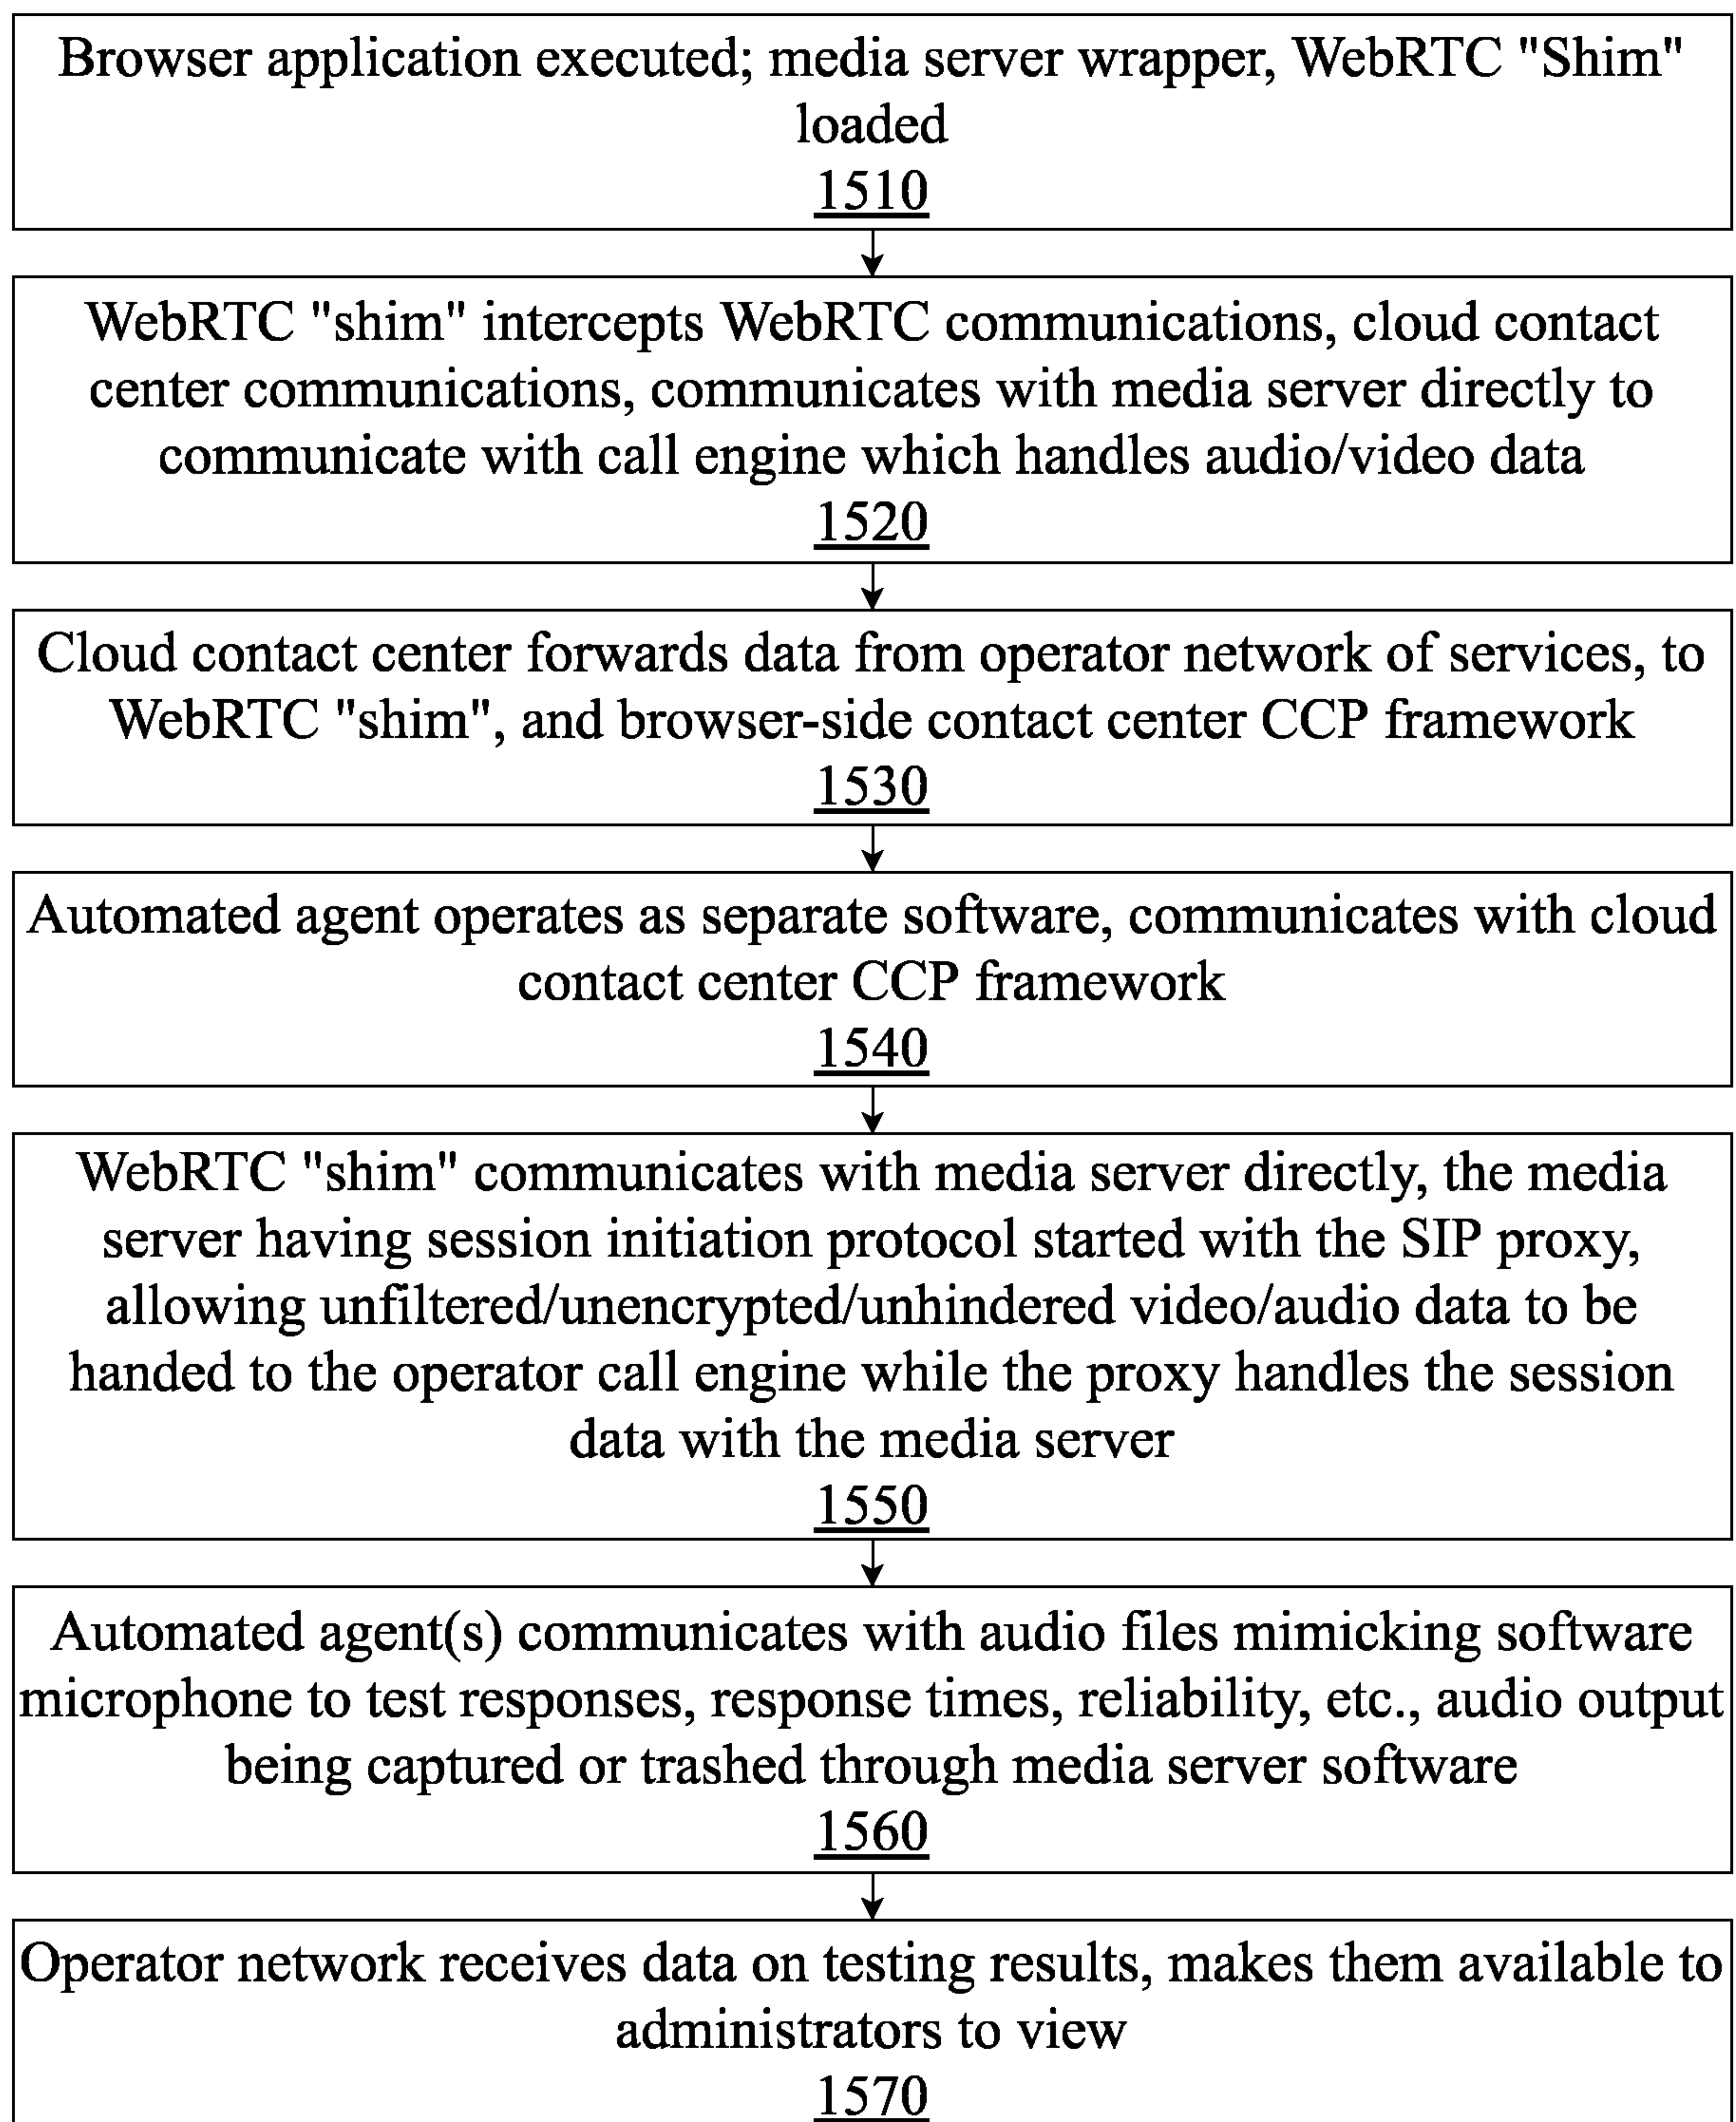 Browser application executed; media server wrapper, WebRTC "Shim"
loaded
1510
WebRTC "shim" intercepts WebRTC communications, cloud contact
center communications, communicates with media server directly to
communicate with call engine which handles audio/video data
1520
Cloud contact center forwards data from operator network of services, to
WebRTC "shim", and browser-side contact center CCP framework
1530
Automated agent operates as separate software, communicates with cloud
contact center CCP framework
1540
WebRTC "shim" communicates with media server directly, the media
server having session initiation protocol started with the SIP proxy,
allowing unfiltered/unencrypted/unhindered video/audio data to be
handed to the operator call engine while the proxy handles the session
data with the media server
1550
Automated agent(s) communicates with audio files mimicking software
microphone to test responses, response times, reliability, etc., audio output
being captured or trashed through media server software
1560
Operator network receives data on testing results, makes them available to
administrators to view
1570